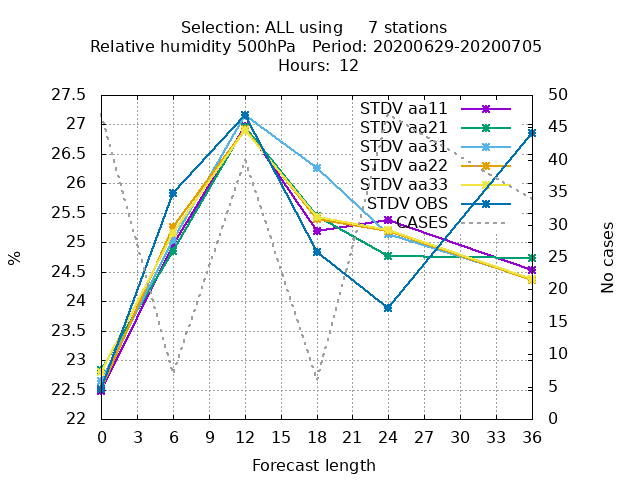 Selection: ALL using     7 stations
Relative humidity 500hPa   Period: 20200629-20200705
Hours:  12
27.5
27
26.5
26
25.5
25
24.5
24
23.5
23
22.5
22
50
45
40
35
30
25
20
15
10
5
0
STDV aa11
STDV aa21
STDV aa31
STDV aa22
STDV aa33
STDV OBS
CASES
%
No cases
0 3 6 9 12 15 18 21 24 27 30 33 36
Forecast length